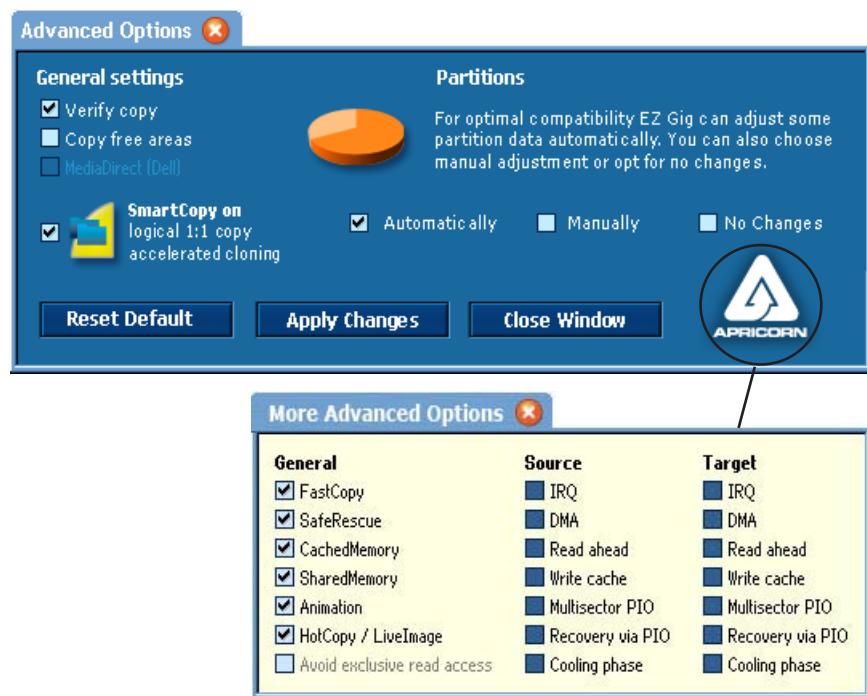 Advanced Options
General settings
Verify copy
Copy free areas
MediaDirect (Dell)
SmartCopy on
logical 1:1 copy
accelerated cloning
Partitions
For optimal compatibility EZ Gig can adjust some
partition data automatically. You can also choose
manual adjustment or opt for no changes.
Automatically
Manually
No Changes
Reset Default
Apply Changes
Close Window
APRICORN
More Advanced Options
General
FastCopy
SafeRescue
CachedMemory
SharedMemory
Animation
HotCopy / LiveImage
Avoid exclusive read access
Source
IRQ
DMA
Read ahead
Write cache
Multisector PIO
Recovery via PIO
Cooling phase
Target
IRQ
DMA
Read ahead
Write cache
Multisector PIO
Recovery via PIO
Cooling phase